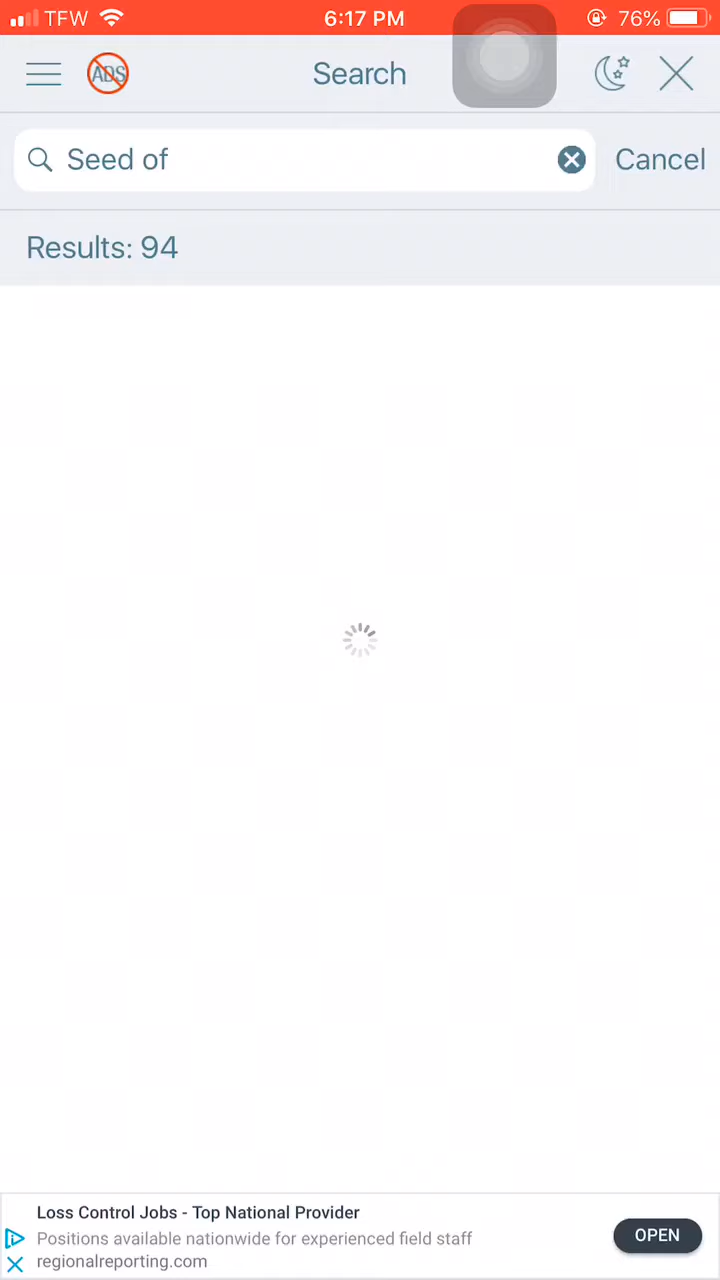 TFW 6:17 PM 76%
ADS Search
Seed of Cancel
Results: 94
Loss Control Jobs - Top National Provider
Positions available nationwide for experienced field staff
regionalreporting.com
OPEN